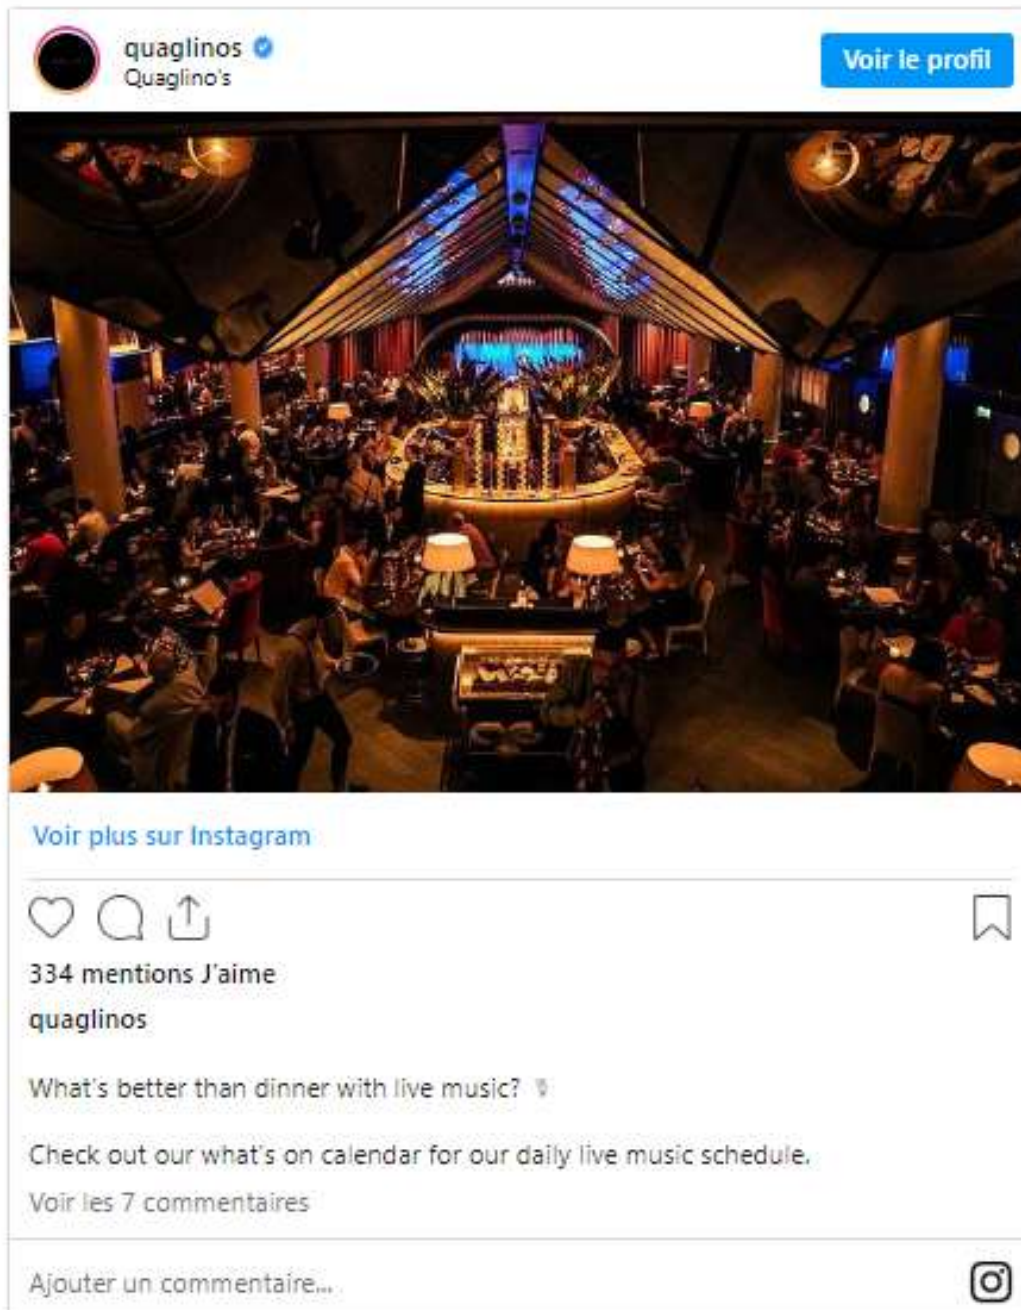 quaglinos
Quaglino's
Voir le profil
Voir plus sur Instagram
334 mentions J'aime
quaglinos
What's better than dinner with live music?
Check out our what's on calendar for our daily live music schedule.
Voir les 7 commentaires
Ajouter un commentaire...